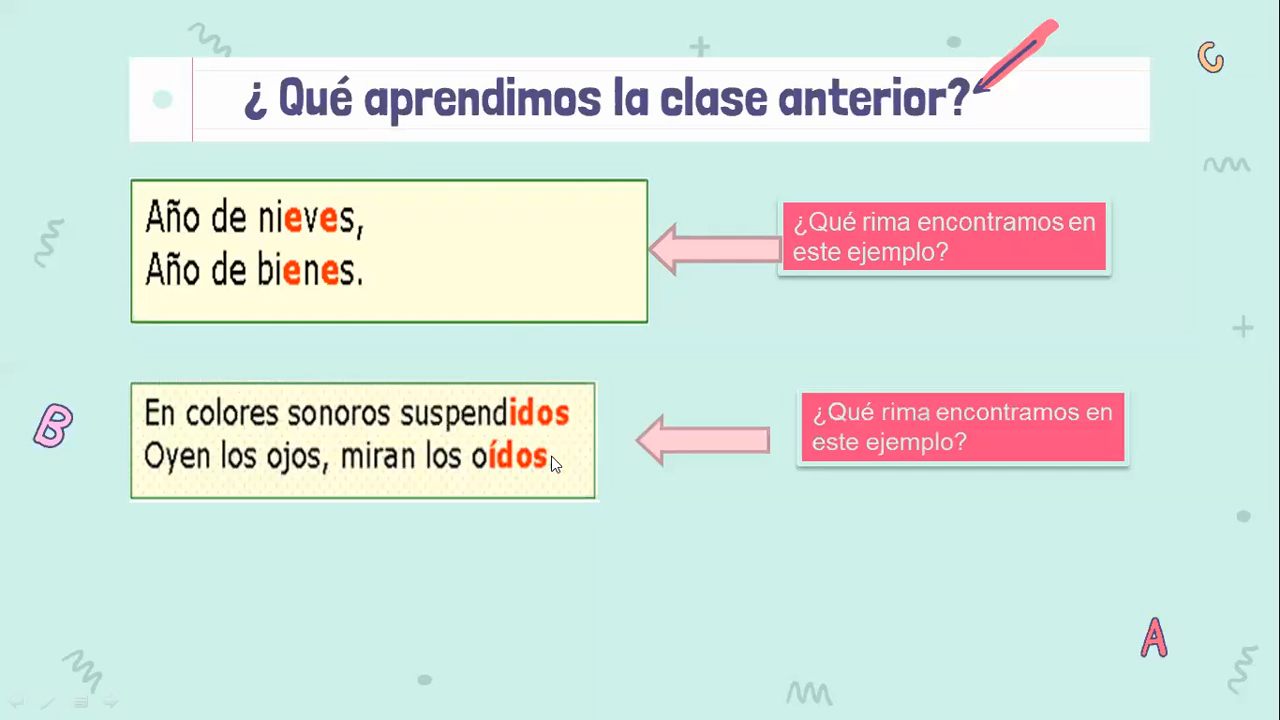 ¿ Qué aprendimos la clase anterior?
C
Año de nieves,
Año de bienes.
¿Qué rima encontramos en
este ejemplo?
B
En colores sonoros suspendidos
Oyen los ojos, miran los oídos.
¿Qué rima encontramos en
este ejemplo?
A